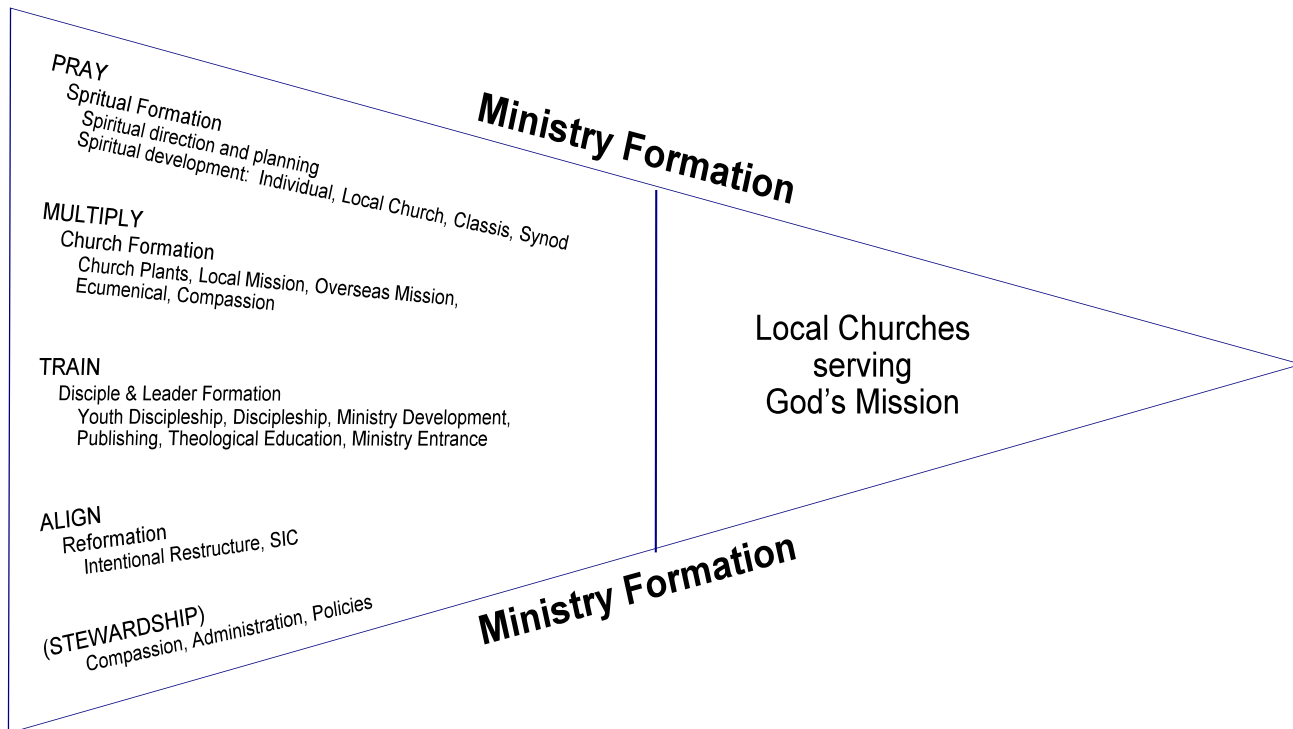 Ministry Formation
PRAY
Spritual Formation
Spiritual direction and planning
Spiritual development:  Individual, Local Church, Classis, Synod
MULTIPLY
Church Formation
Church Plants, Local Mission, Overseas Mission,
Ecumenical, Compassion
TRAIN
Disciple & Leader Formation
Youth Discipleship, Discipleship, Ministry Development,
Publishing, Theological Education, Ministry Entrance
ALIGN
Reformation
Intentional Restructure, SIC
(STEWARDSHIP)
Compassion, Administration, Policies
Local Churches
serving
God's Mission
Ministry Formation